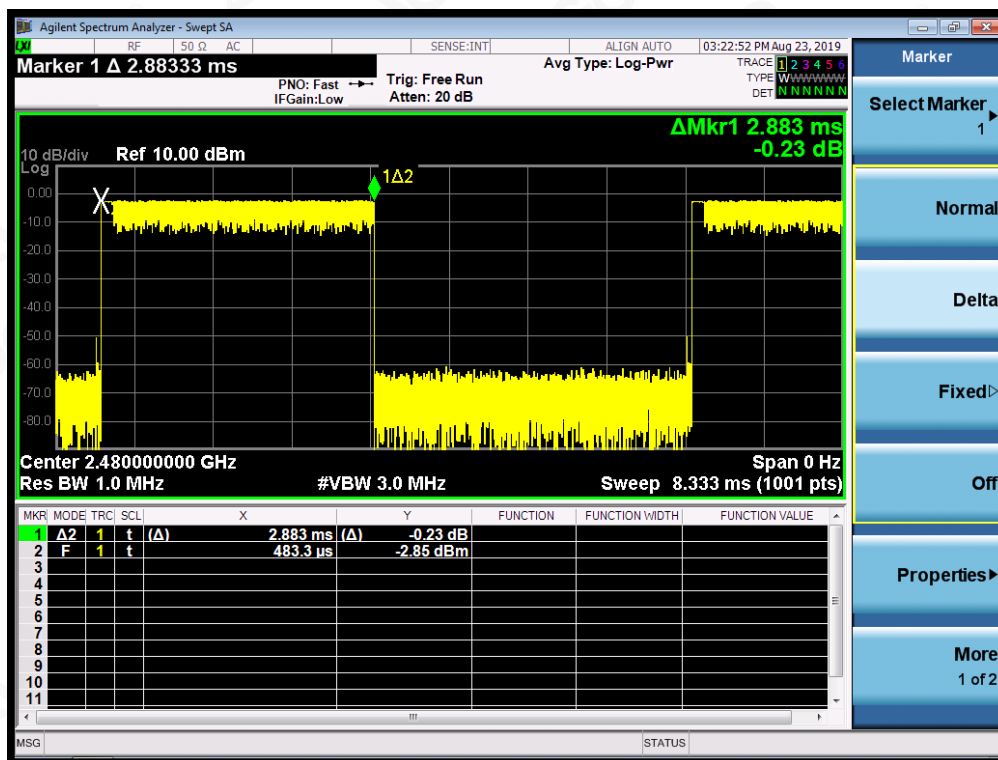 Agilent Spectrum Analyzer - Swept SA
LXI RF 50 Ω AC SENSE:INT ALIGN AUTO 03:22:52 PM Aug 23, 2019
Marker 1 Δ 2.88333 ms
PNO: Fast
IFGain:Low
Trig: Free Run
Atten: 20 dB
Avg Type: Log-Pwr
TRACE 1 2 3 4 5 6
TYPE WWWWWWW
DET N N N N N N
ΔMkr1 2.883 ms
-0.23 dB
10 dB/div Ref 10.00 dBm
Log
1Δ2
0.00
-10.0
-20.0
-30.0
-40.0
-50.0
-60.0
-70.0
-80.0
Center 2.480000000 GHz Span 0 Hz
Res BW 1.0 MHz #VBW 3.0 MHz Sweep 8.333 ms (1001 pts)
MKR MODE TRC SCL X Y FUNCTION FUNCTION WIDTH FUNCTION VALUE
1 Δ2 1 t (Δ) 2.883 ms (Δ) -0.23 dB
2 F 1 t 483.3 µs -2.85 dBm
3
4
5
6
7
8
9
10
11
MSG STATUS
Marker
Select Marker
1
Normal
Delta
Fixed
Off
Properties
More
1 of 2